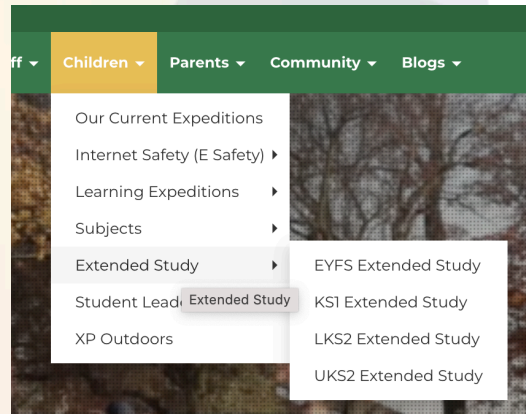 ff
Children
Parents
Community
Blogs
Our Current Expeditions
Internet Safety (E Safety)
Learning Expeditions
Subjects
Extended Study
Student Lead
Extended Study
XP Outdoors
EYFS Extended Study
KS1 Extended Study
LKS2 Extended Study
UKS2 Extended Study